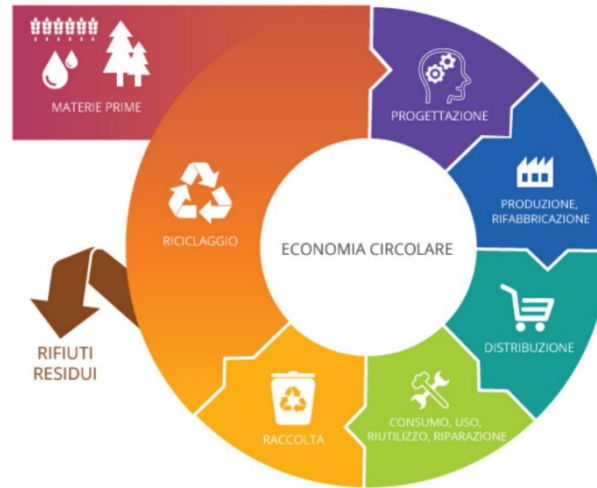 MATERIE PRIME
PROGETTAZIONE
PRODUZIONE,
RIFABBRICAZIONE
DISTRIBUZIONE
CONSUMO, USO,
RIUTILIZZO, RIPARAZIONE
RACCOLTA
RICICLAGGIO
RIFIUTI
RESIDUI
ECONOMIA CIRCOLARE